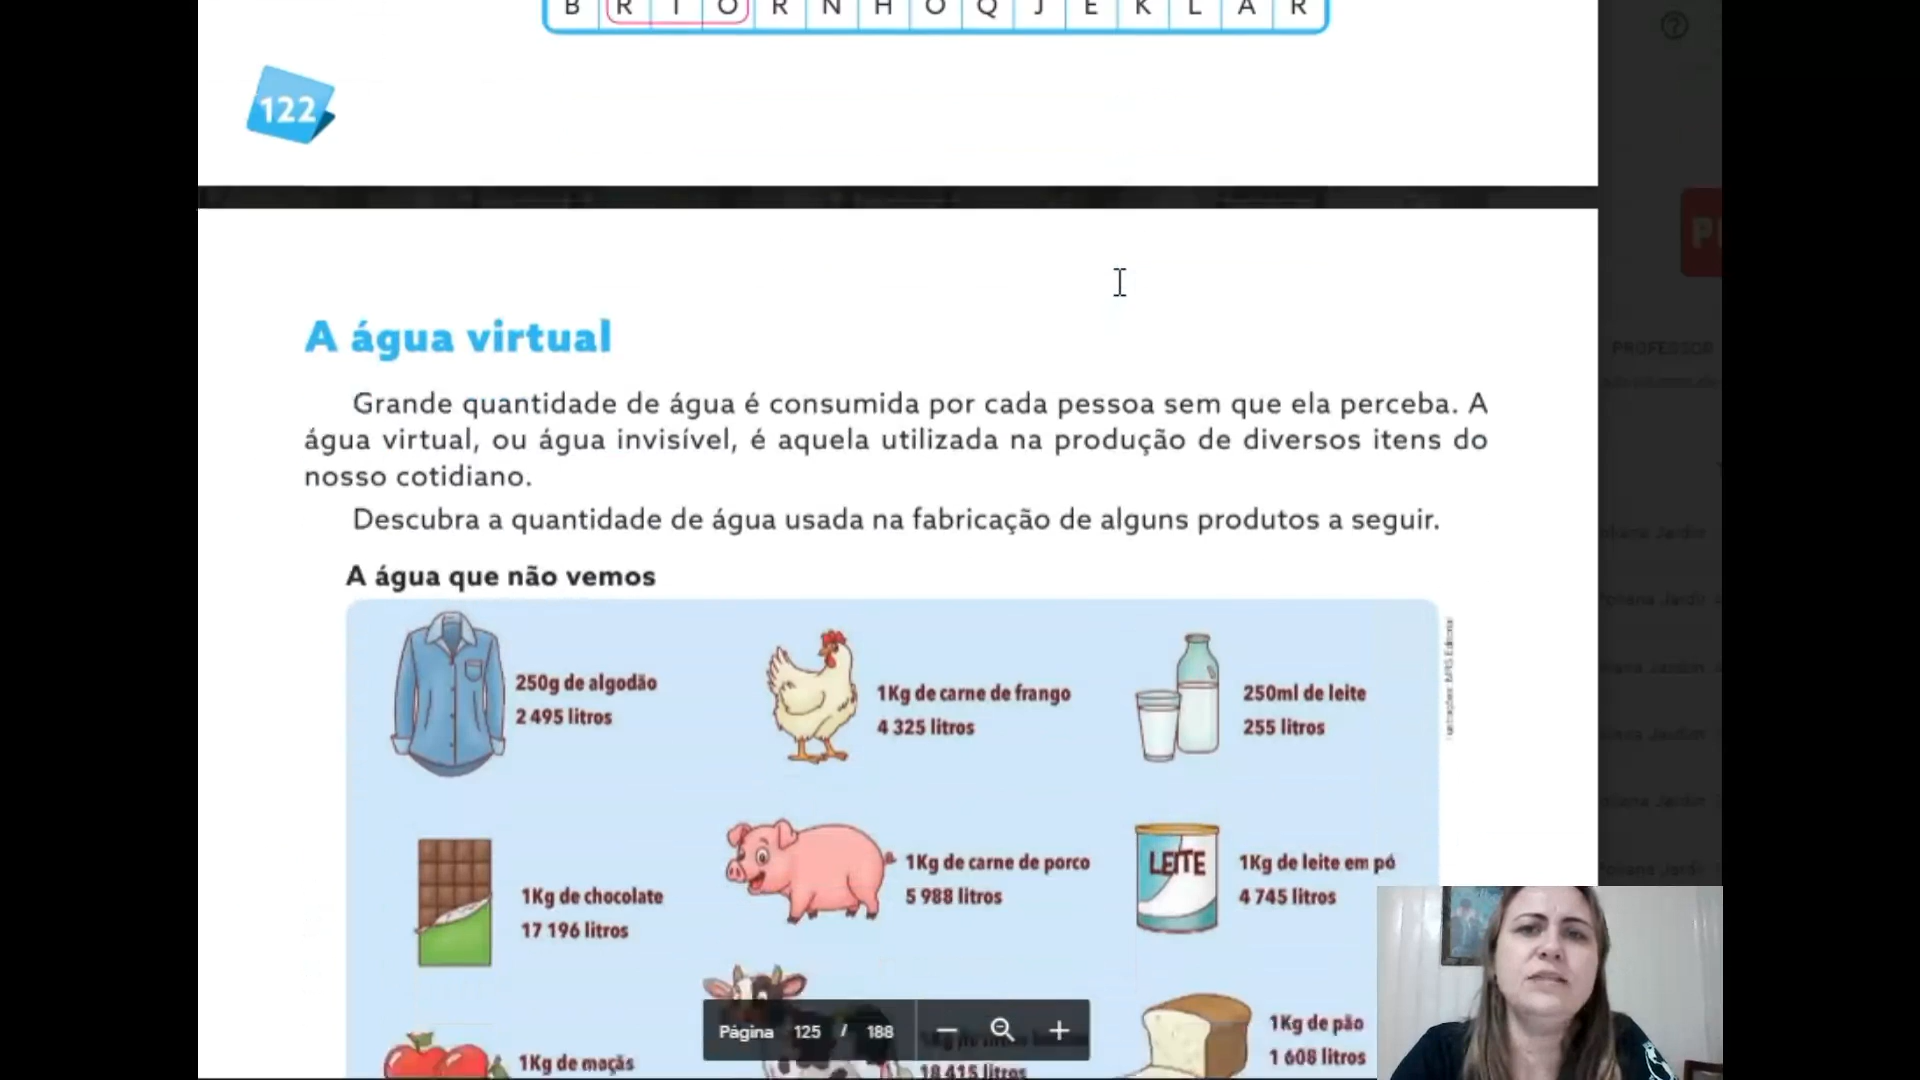 B R I O R N H O Q J E K L A R
122
A água virtual
Grande quantidade de água é consumida por cada pessoa sem que ela perceba. A
água virtual, ou água invisível, é aquela utilizada na produção de diversos itens do
nosso cotidiano.
Descubra a quantidade de água usada na fabricação de alguns produtos a seguir.
A água que não vemos
250g de algodão
2 495 litros
1Kg de carne de frango
4 325 litros
250ml de leite
255 litros
1Kg de chocolate
17 196 litros
1Kg de carne de porco
5 988 litros
LEITE
1Kg de leite em pó
4 745 litros
1Kg de maçãs
18 415 litros
1Kg de pão
1 608 litros
Página 125 / 188
PROFESSOR